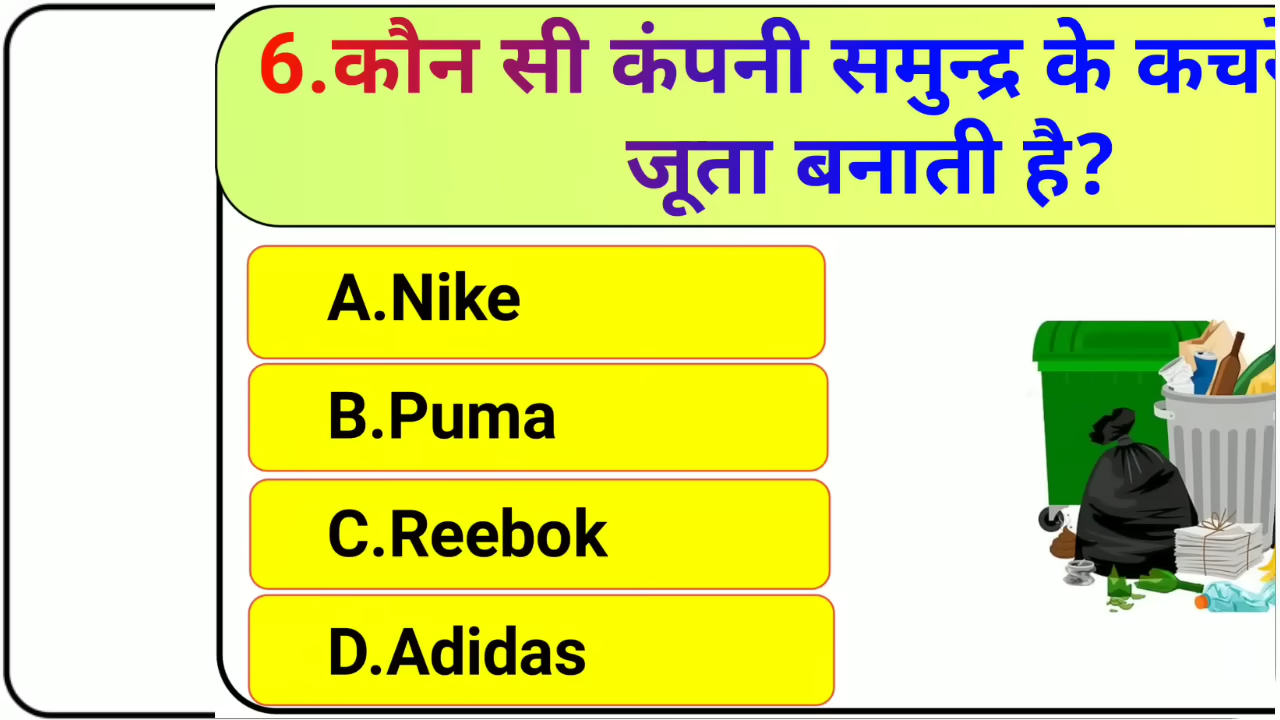 6.कौन सी कंपनी समुन्द्र के
जूता बनाती है?
A.Nike
B.Puma
C.Reebok
D.Adidas